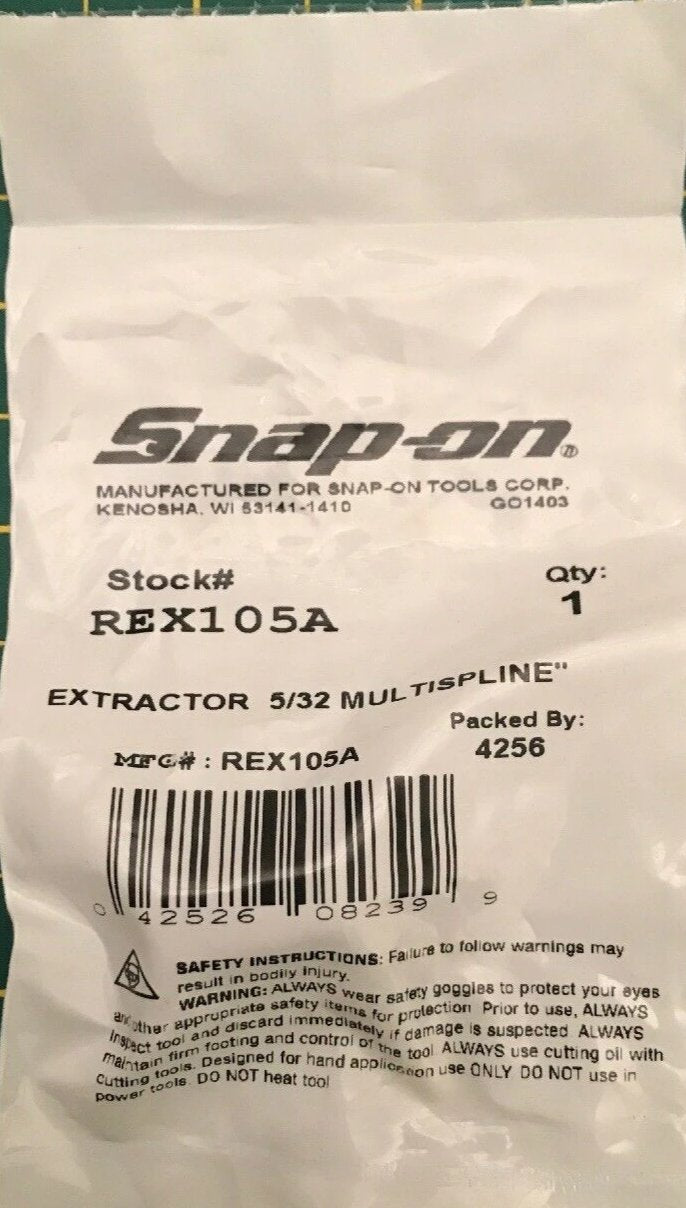 Snap-on®
MANUFACTURED FOR SNAP-ON TOOLS CORP.
KENOSHA, WI 53141-1410 GO1403
Stock# Qty:
REX105A 1
EXTRACTOR 5/32 MULTISPLINE"
Packed By:
MFG# : REX105A 4256
0 42526 08239 9
SAFETY INSTRUCTIONS: Failure to follow warnings may
result in bodily injury.
WARNING: ALWAYS wear safety goggles to protect your eyes
and other appropriate safety items for protection Prior to use, ALWAYS
Inspect tool and discard immediately if damage is suspected ALWAYS
maintain firm footing and control of the tool ALWAYS use cutting oil with
Cutting tools. Designed for hand application use ONLY DO NOT use in
power tools. DO NOT heat tool